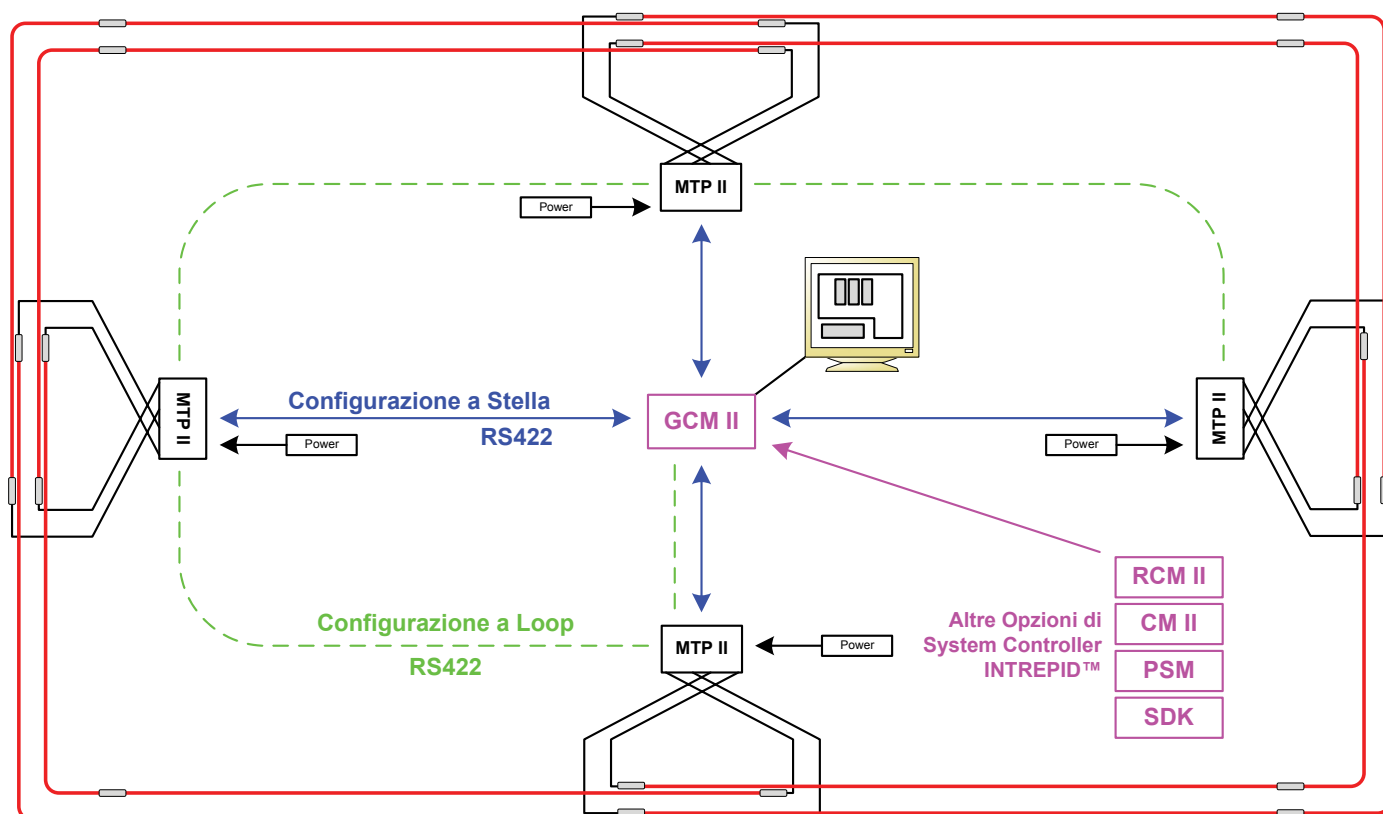 MTP II
Power
Configurazione a Stella
RS422
MTP II
Power
GCM II
Power
MTP II
RCM II
CM II
PSM
SDK
Altre Opzioni di
System Controller
INTREPID™
Configurazione a Loop
RS422
MTP II
Power